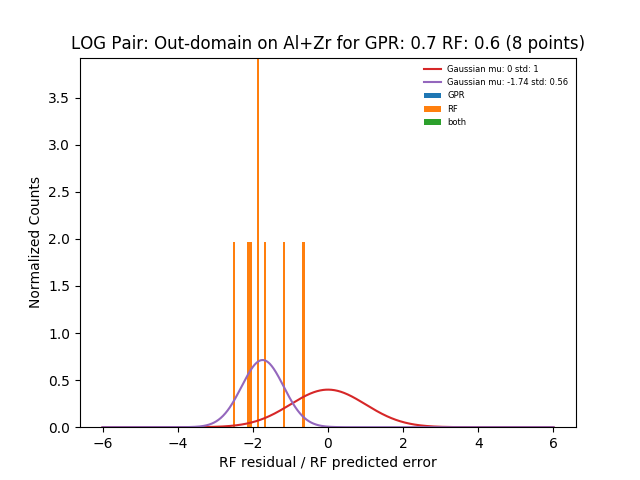 LOG Pair: Out-domain on Al+Zr for GPR: 0.7 RF: 0.6 (8 points)
Gaussian mu: 0 std: 1
Gaussian mu: -1.74 std: 0.56
GPR
RF
both
Normalized Counts
3.5
3.0
2.5
2.0
1.5
1.0
0.5
0.0
−6
−4
−2
0
2
4
6
RF residual / RF predicted error